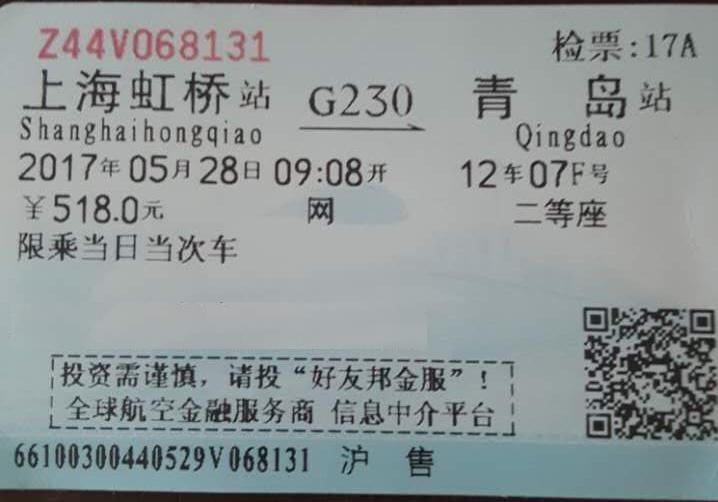 Z44V068131 检票:17A
上海虹桥站 G230 青岛站
Shanghaihongqiao Qingdao
2017年05月28日09:08开 12车07F号
￥518.0元 网 二等座
限乘当日当次车
投资需谨慎，请投“好友邦金服”！
全球航空金融服务商 信息中介平台
66100300440529V068131 沪售